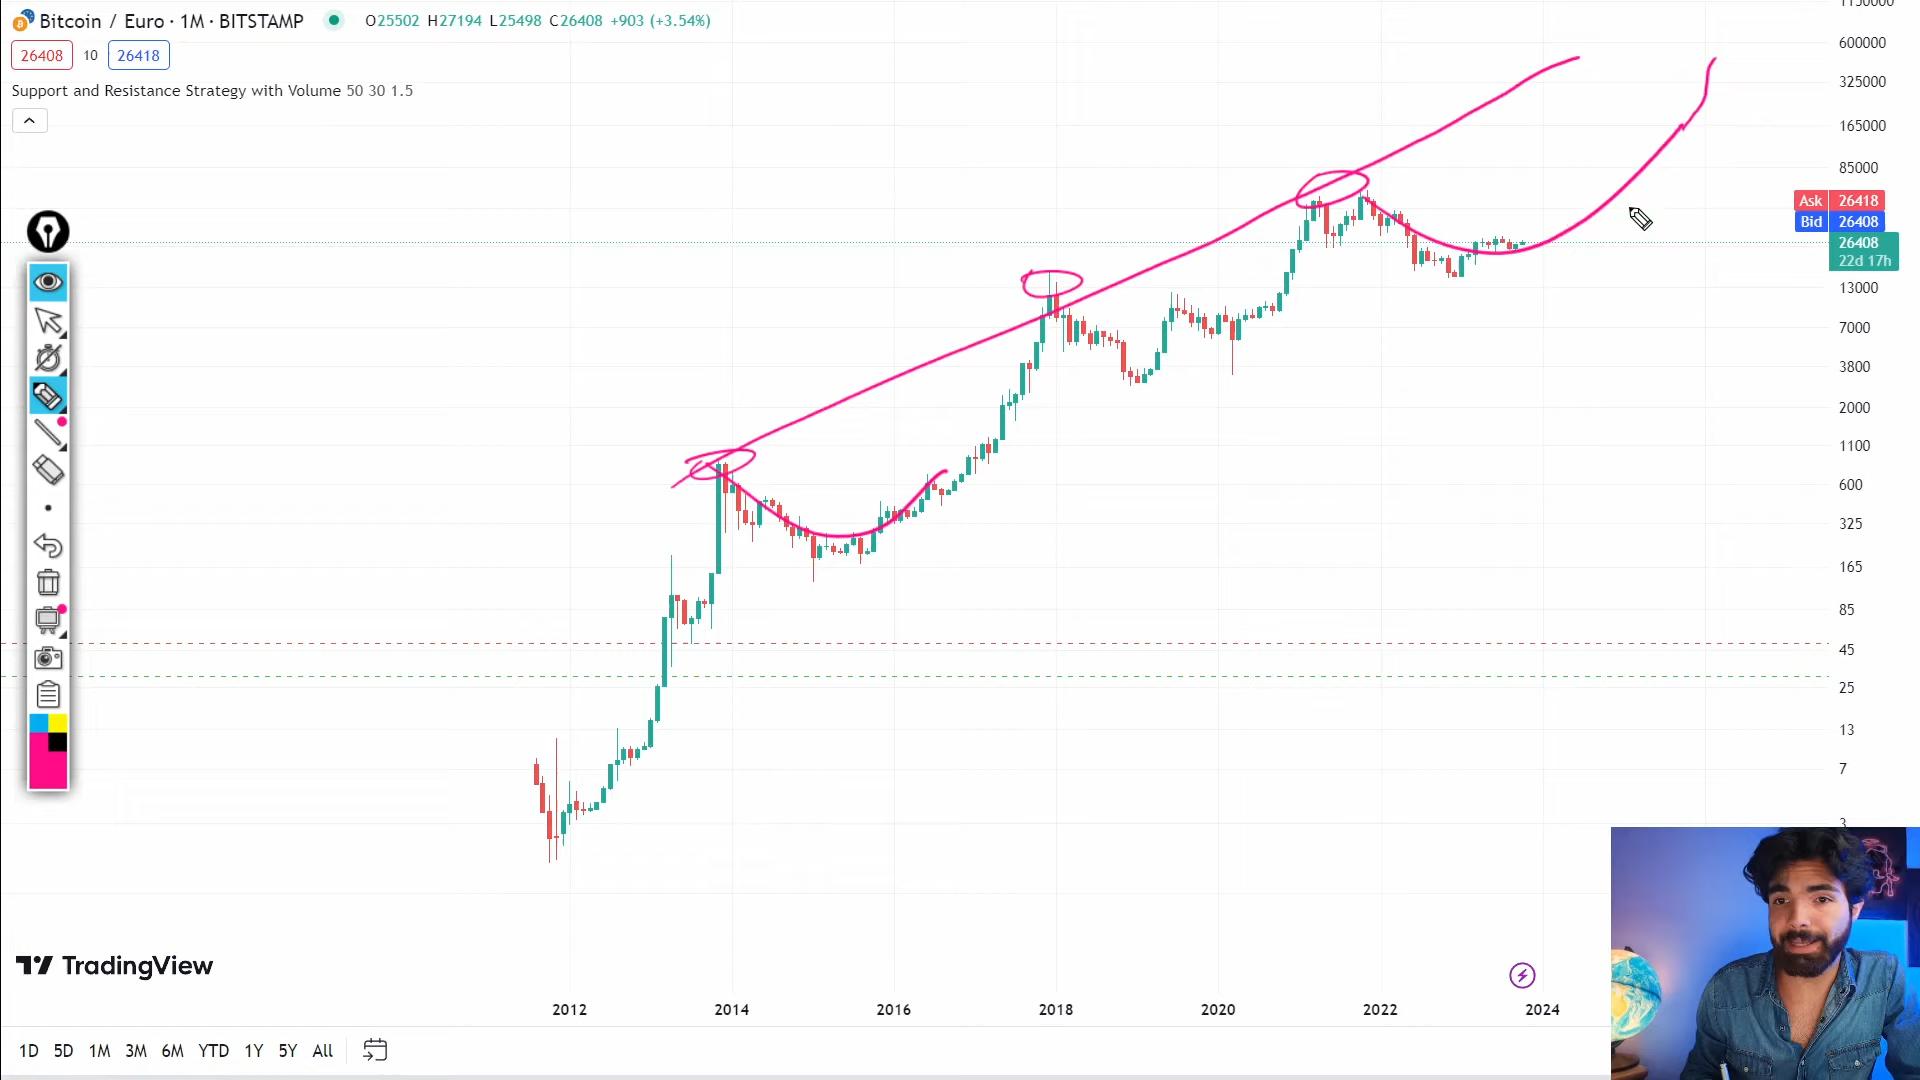 Bitcoin / Euro · 1M · BITSTAMP O25502 H27194 L25498 C26408 +903 (+3.54%)
26408 10 26418
Support and Resistance Strategy with Volume 50 30 1.5
1150000
600000
325000
165000
85000
Ask 26418
Bid 26408
26408
22d 17h
13000
7000
3800
2000
1100
600
325
165
85
45
25
13
7
3
TradingView
2012 2014 2016 2018 2020 2022 2024
1D 5D 1M 3M 6M YTD 1Y 5Y All